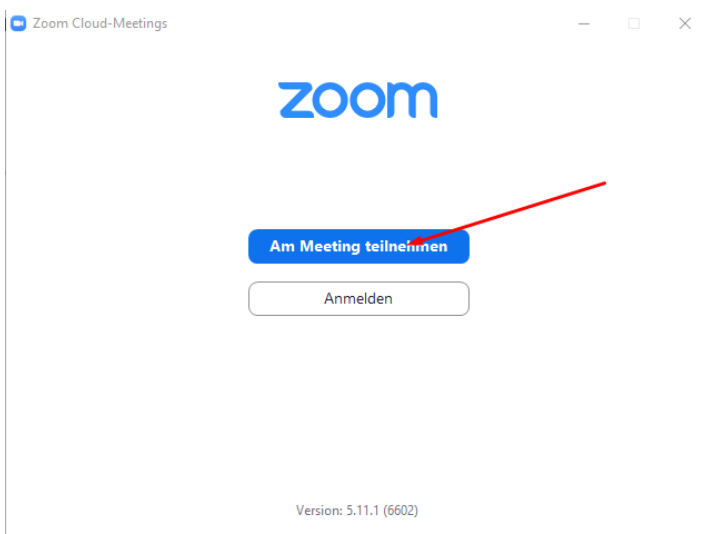 Zoom Cloud-Meetings
zoom
Am Meeting teilnehmen
Anmelden
Version: 5.11.1 (6602)